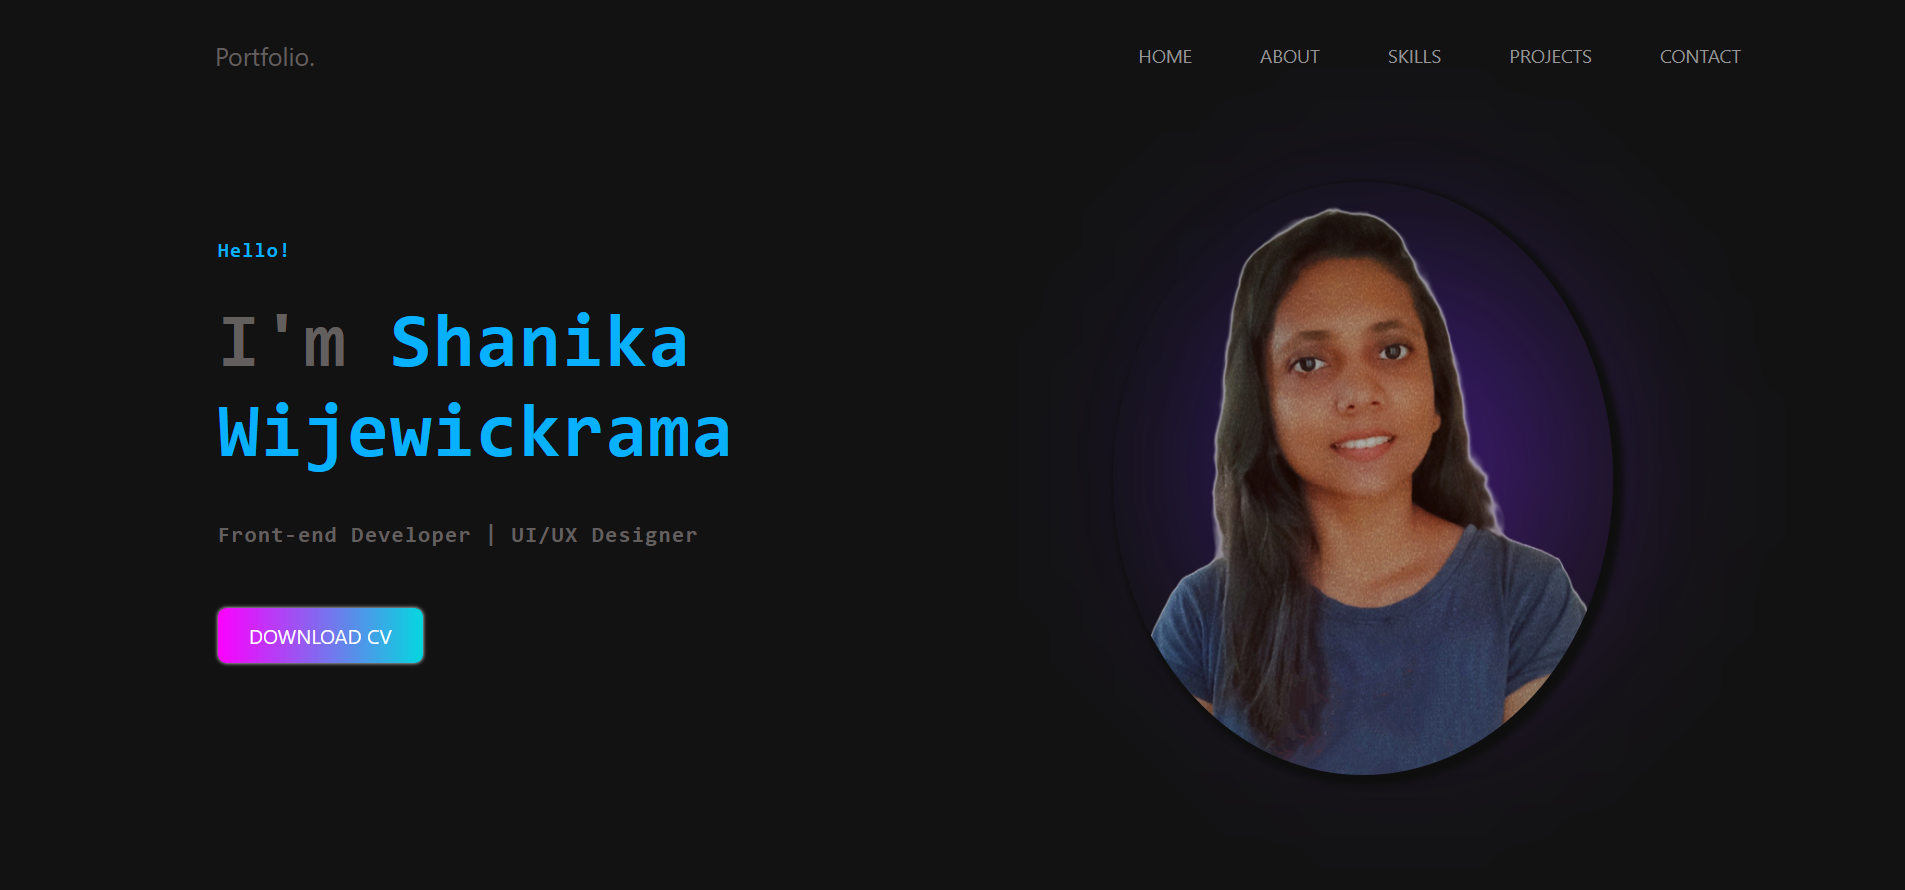 Portfolio.
HOME ABOUT SKILLS PROJECTS CONTACT
Hello!
I'm Shanika
Wijewickrama
Front-end Developer | UI/UX Designer
DOWNLOAD CV